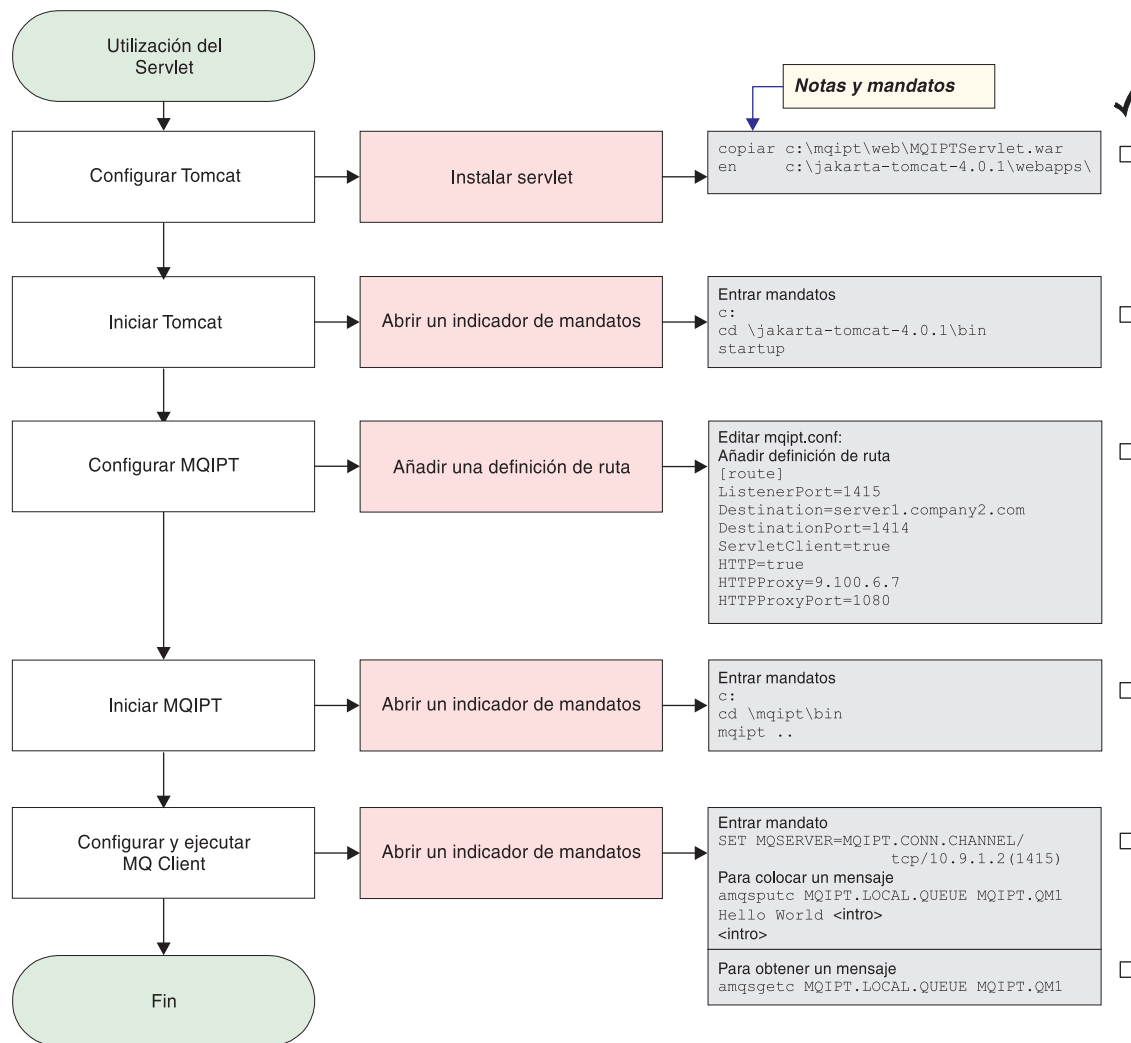 Utilización del
Servlet
Notas y mandatos
Configurar Tomcat
Instalar servlet
copiar c:\mqipt\web\MQIPTServlet.war
en c:\jakarta-tomcat-4.0.1\webapps\
Iniciar Tomcat
Abrir un indicador de mandatos
Entrar mandatos
c:
cd \jakarta-tomcat-4.0.1\bin
startup
Configurar MQIPT
Añadir una definición de ruta
Editar mqipt.conf:
Añadir definición de ruta
[route]
ListenerPort=1415
Destination=server1.company2.com
DestinationPort=1414
ServletClient=true
HTTP=true
HTTPProxy=9.100.6.7
HTTPProxyPort=1080
Iniciar MQIPT
Abrir un indicador de mandatos
Entrar mandatos
c:
cd \mqipt\bin
mqipt ..
Configurar y ejecutar
MQ Client
Abrir un indicador de mandatos
Entrar mandato
SET MQSERVER=MQIPT.CONN.CHANNEL/
tcp/10.9.1.2(1415)
Para colocar un mensaje
amqsputc MQIPT.LOCAL.QUEUE MQIPT.QM1
Hello World <intro>
<intro>
Para obtener un mensaje
amqsgetc MQIPT.LOCAL.QUEUE MQIPT.QM1
Fin